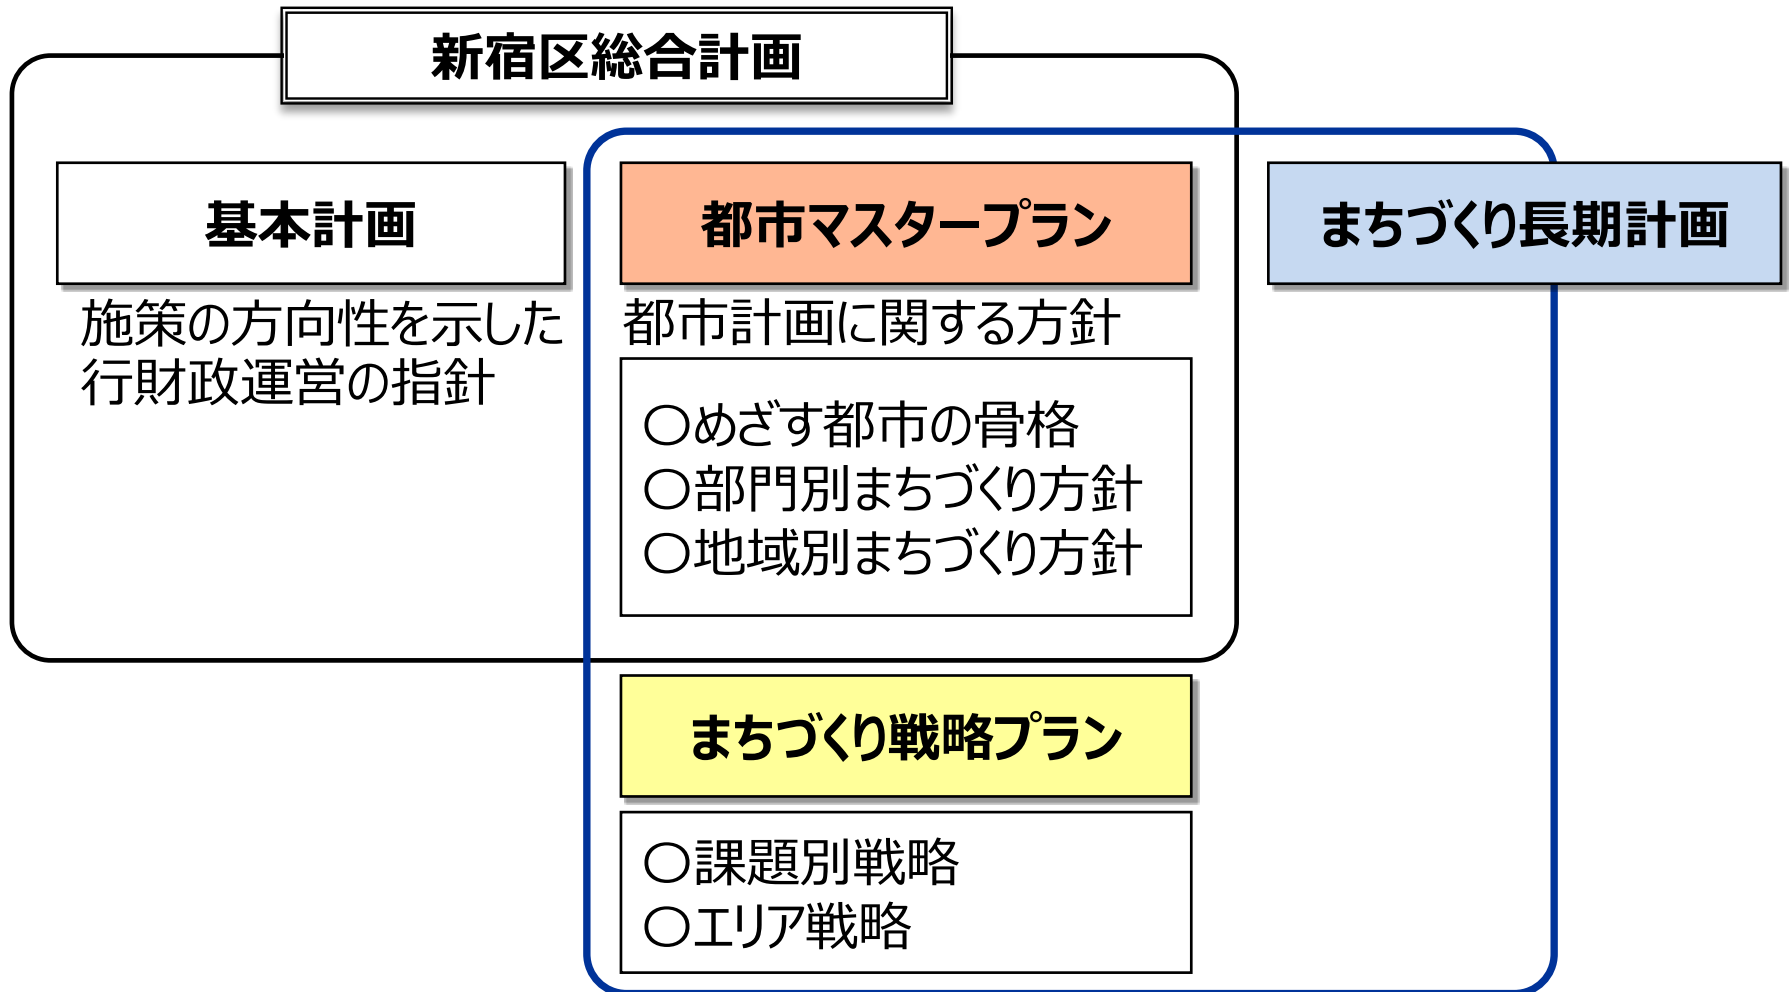 新宿区総合計画
基本計画
都市マスタープラン
まちづくり長期計画
施策の方向性を示した
行財政運営の指針
都市計画に関する方針
〇めざす都市の骨格
〇部門別まちづくり方針
〇地域別まちづくり方針
まちづくり戦略プラン
〇課題別戦略
〇エリア戦略